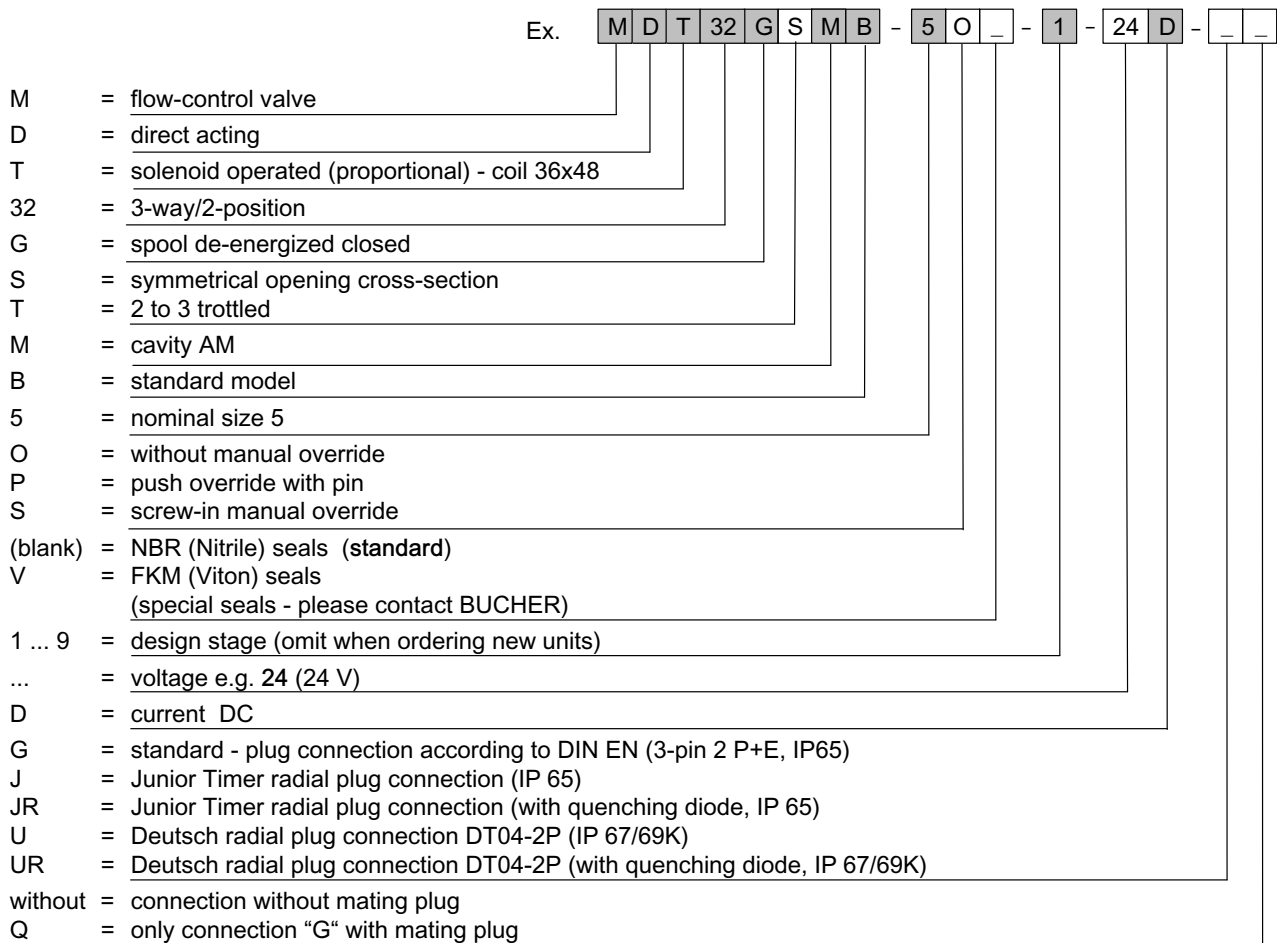 Ex. M D T 32 G S M B - 5 O _ - 1 - 24 D - _ _
M = flow-control valve
D = direct acting
T = solenoid operated (proportional) - coil 36x48
32 = 3-way/2-position
G = spool de-energized closed
S = symmetrical opening cross-section
T = 2 to 3 trottled
M = cavity AM
B = standard model
5 = nominal size 5
O = without manual override
P = push override with pin
S = screw-in manual override
(blank) = NBR (Nitrile) seals (standard)
V = FKM (Viton) seals
(special seals - please contact BUCHER)
1 ... 9 = design stage (omit when ordering new units)
... = voltage e.g. 24 (24 V)
D = current DC
G = standard - plug connection according to DIN EN (3-pin 2 P+E, IP65)
J = Junior Timer radial plug connection (IP 65)
JR = Junior Timer radial plug connection (with quenching diode, IP 65)
U = Deutsch radial plug connection DT04-2P (IP 67/69K)
UR = Deutsch radial plug connection DT04-2P (with quenching diode, IP 67/69K)
without = connection without mating plug
Q = only connection “G“ with mating plug